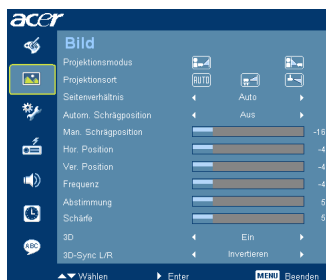 acer
Bild
Projektionsmodus
Projektionsort AUTO
Seitenverhältnis Auto
Autom. Schrägposition Aus
Man. Schrägposition -16
Hor. Position -4
Ver. Position -4
Frequenz -4
Abstimmung 5
Schärfe 5
3D Ein
3D-Sync L/R Invertieren
ABC
Wählen Enter MENU Beenden